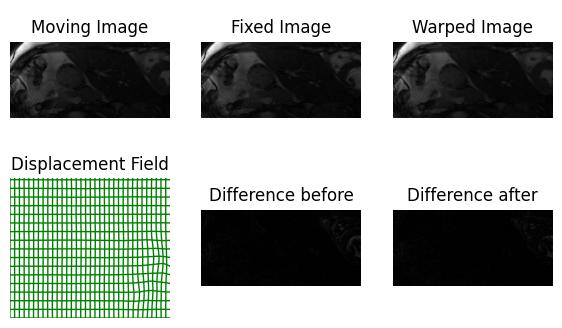 Moving Image
Fixed Image
Warped Image
Displacement Field
Difference before
Difference after